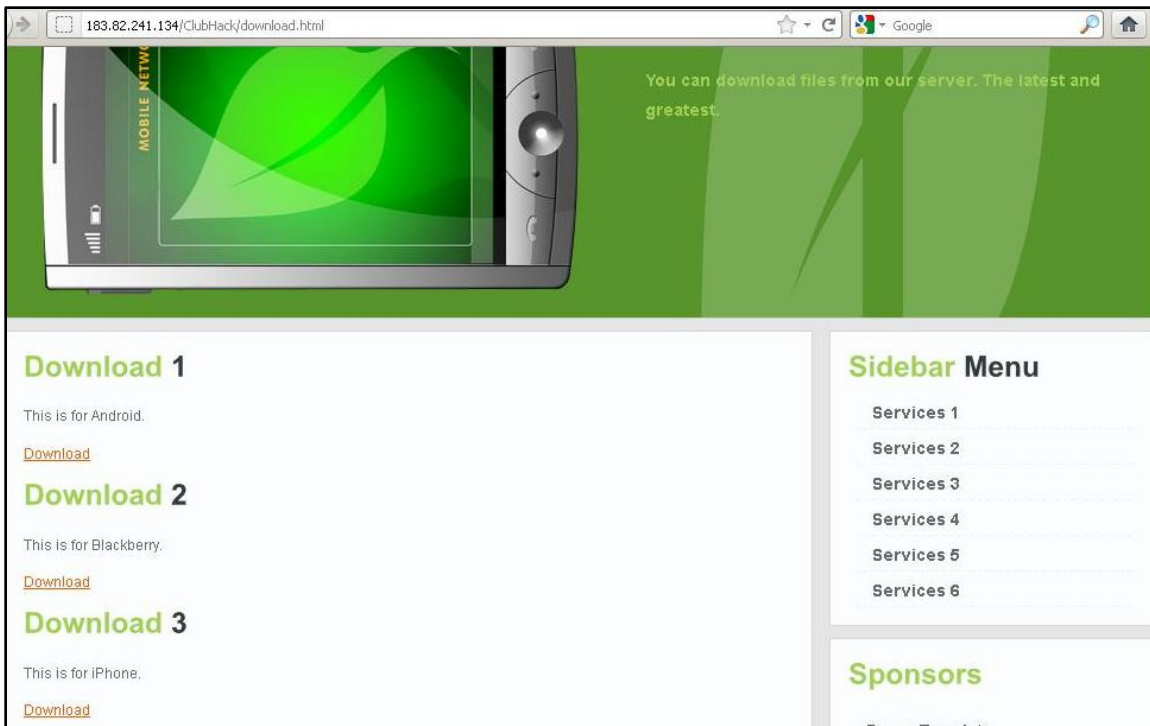 183.82.241.134/ClubHack/download.html
Google
MOBILE NETWO
You can download files from our server. The latest and
greatest.
Download 1
This is for Android.
Download
Download 2
This is for Blackberry.
Download
Download 3
This is for iPhone.
Download
Sidebar Menu
Services 1
Services 2
Services 3
Services 4
Services 5
Services 6
Sponsors